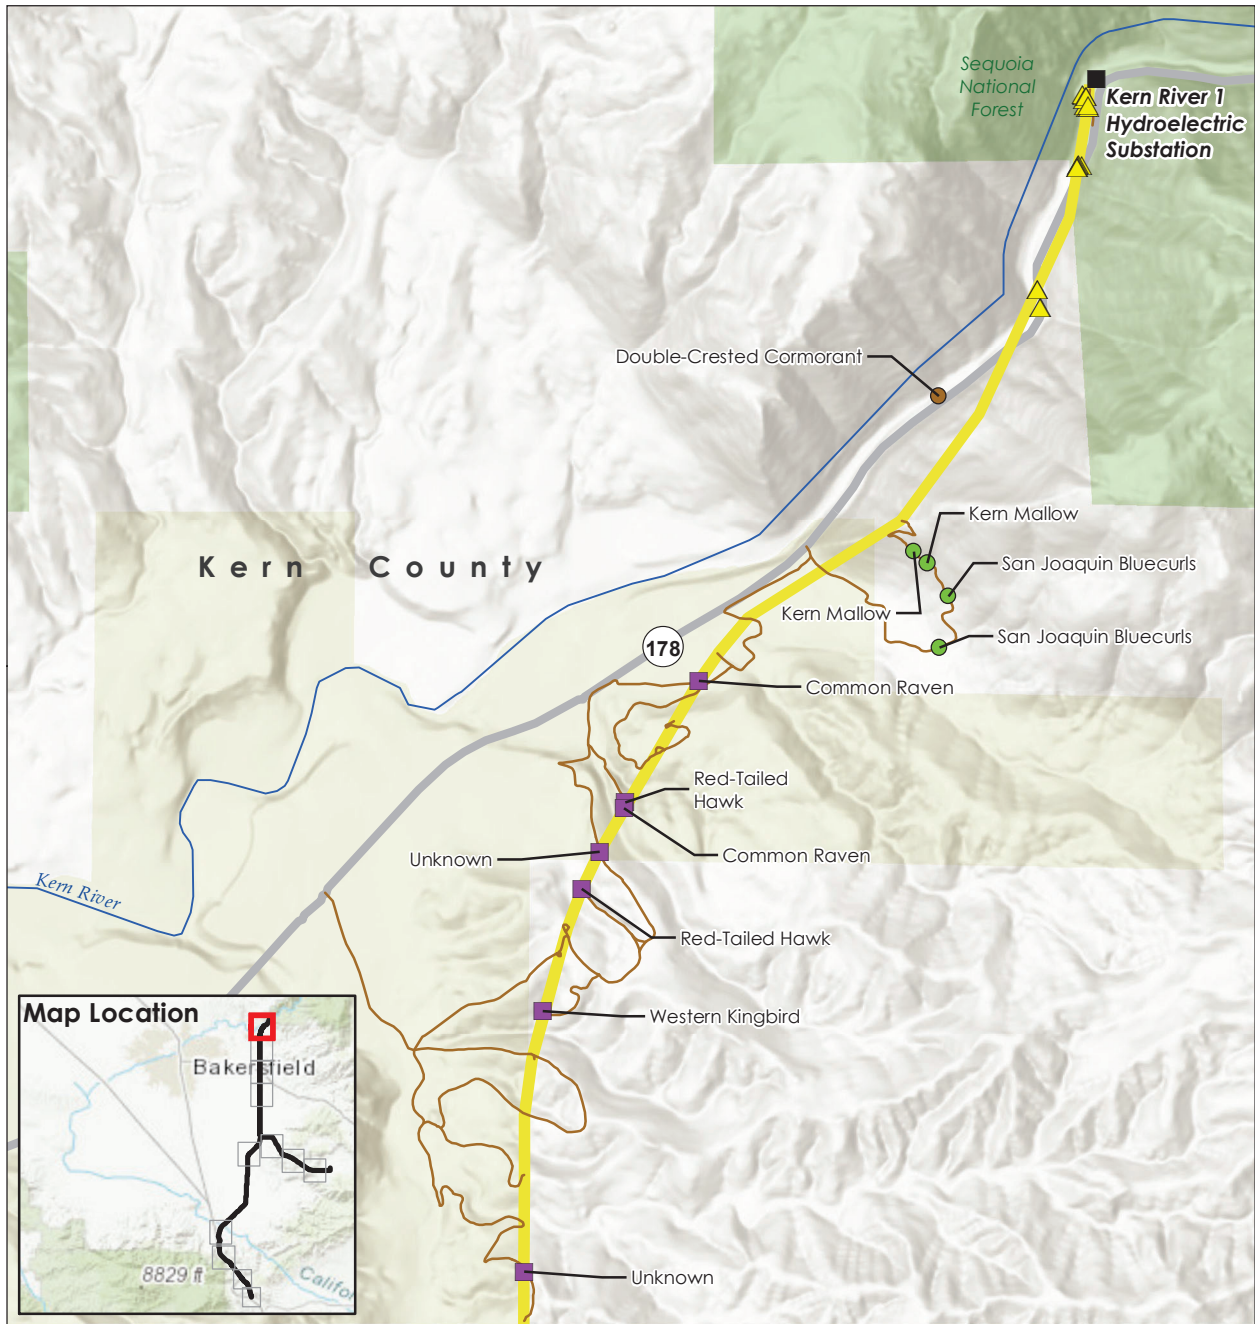 Sequoia
National
Forest
Kern River 1
Hydroelectric
Substation
Double-Crested Cormorant
Kern Mallow
Kern County
San Joaquin Bluecurls
Kern Mallow
San Joaquin Bluecurls
178
Common Raven
Red-Tailed
Hawk
Common Raven
Unknown
Kern River
Red-Tailed Hawk
Western Kingbird
Map Location
Bakersfield
8829 ft
Califor
Unknown